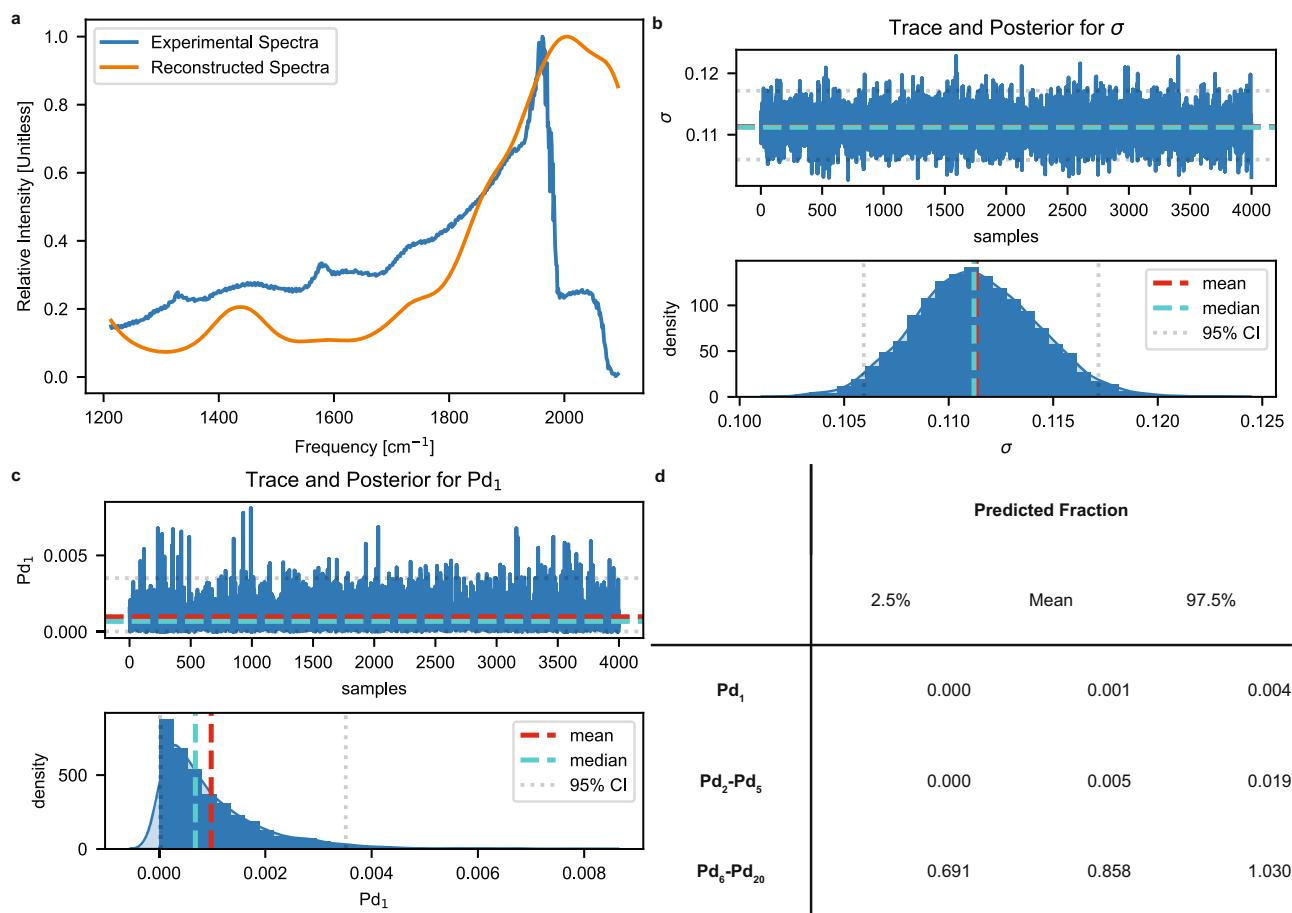 a
Experimental Spectra
Reconstructed Spectra
Relative Intensity [Unitless]
1.0
0.8
0.6
0.4
0.2
0.0
1200 1400 1600 1800 2000
Frequency [cm⁻¹]
b
Trace and Posterior for σ
σ
0.12
0.11
0 500 1000 1500 2000 2500 3000 3500 4000
samples
density
100
50
0
mean
median
95% CI
0.100 0.105 0.110 0.115 0.120 0.125
σ
c
Trace and Posterior for Pd₁
Pd₁
0.005
0.000
0 500 1000 1500 2000 2500 3000 3500 4000
samples
density
500
0
mean
median
95% CI
0.000 0.002 0.004 0.006 0.008
Pd₁
d
Predicted Fraction
2.5% Mean 97.5%
Pd₁ 0.000 0.001 0.004
Pd₂-Pd₅ 0.000 0.005 0.019
Pd₆-Pd₂₀ 0.691 0.858 1.030